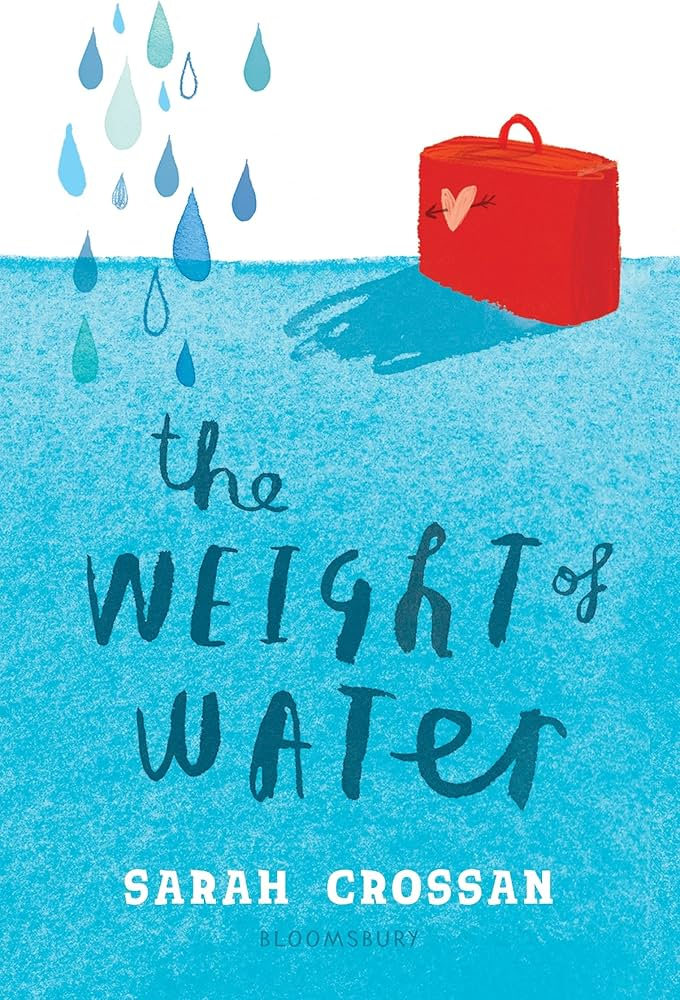 the
WEIGHT of
WATer
SARAH CROSSAN
BLOOMSBURY